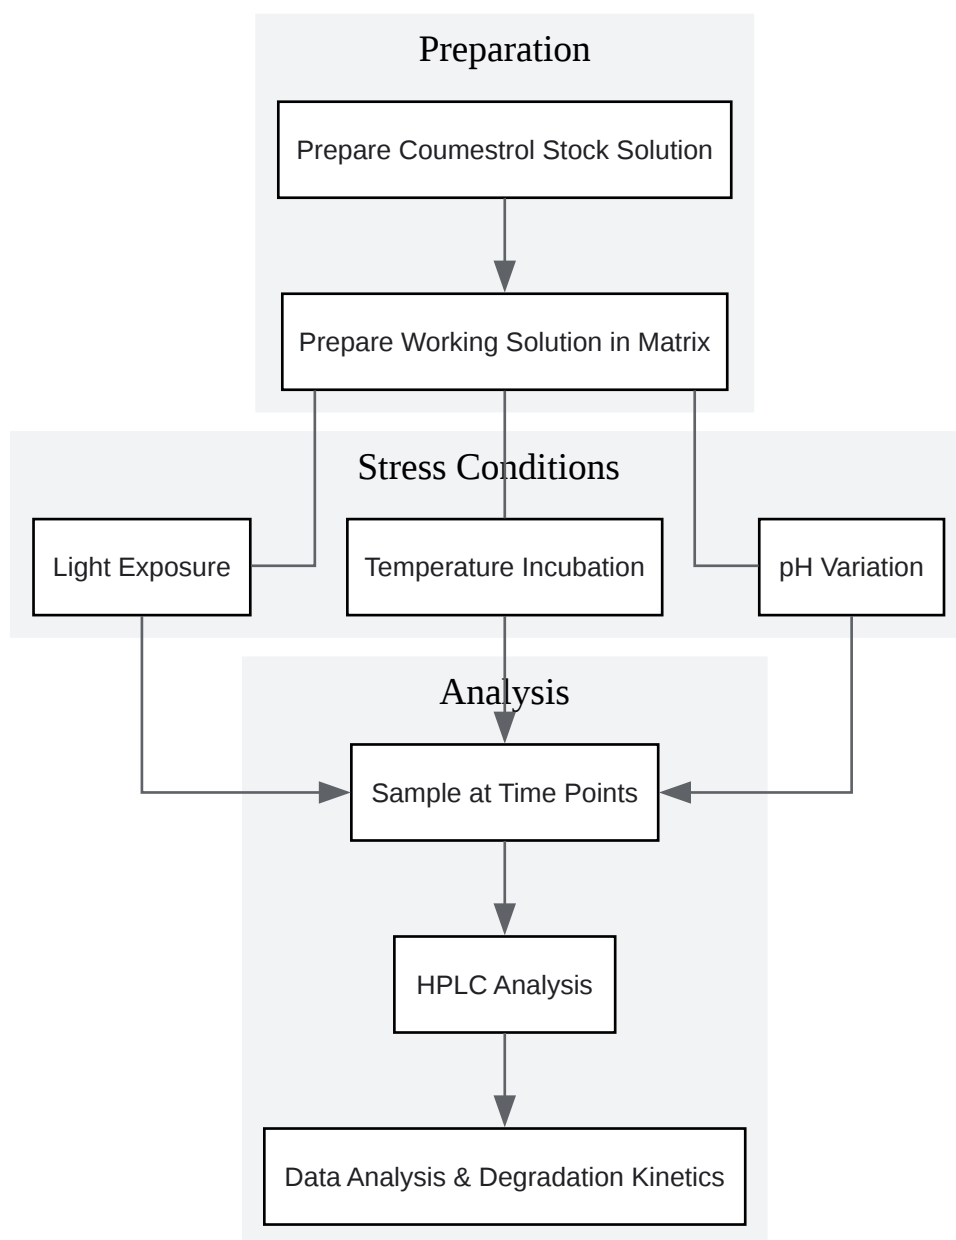 Preparation
Prepare Coumestrol Stock Solution
Prepare Working Solution in Matrix
Stress Conditions
Light Exposure
Temperature Incubation
pH Variation
Analysis
Sample at Time Points
HPLC Analysis
Data Analysis & Degradation Kinetics